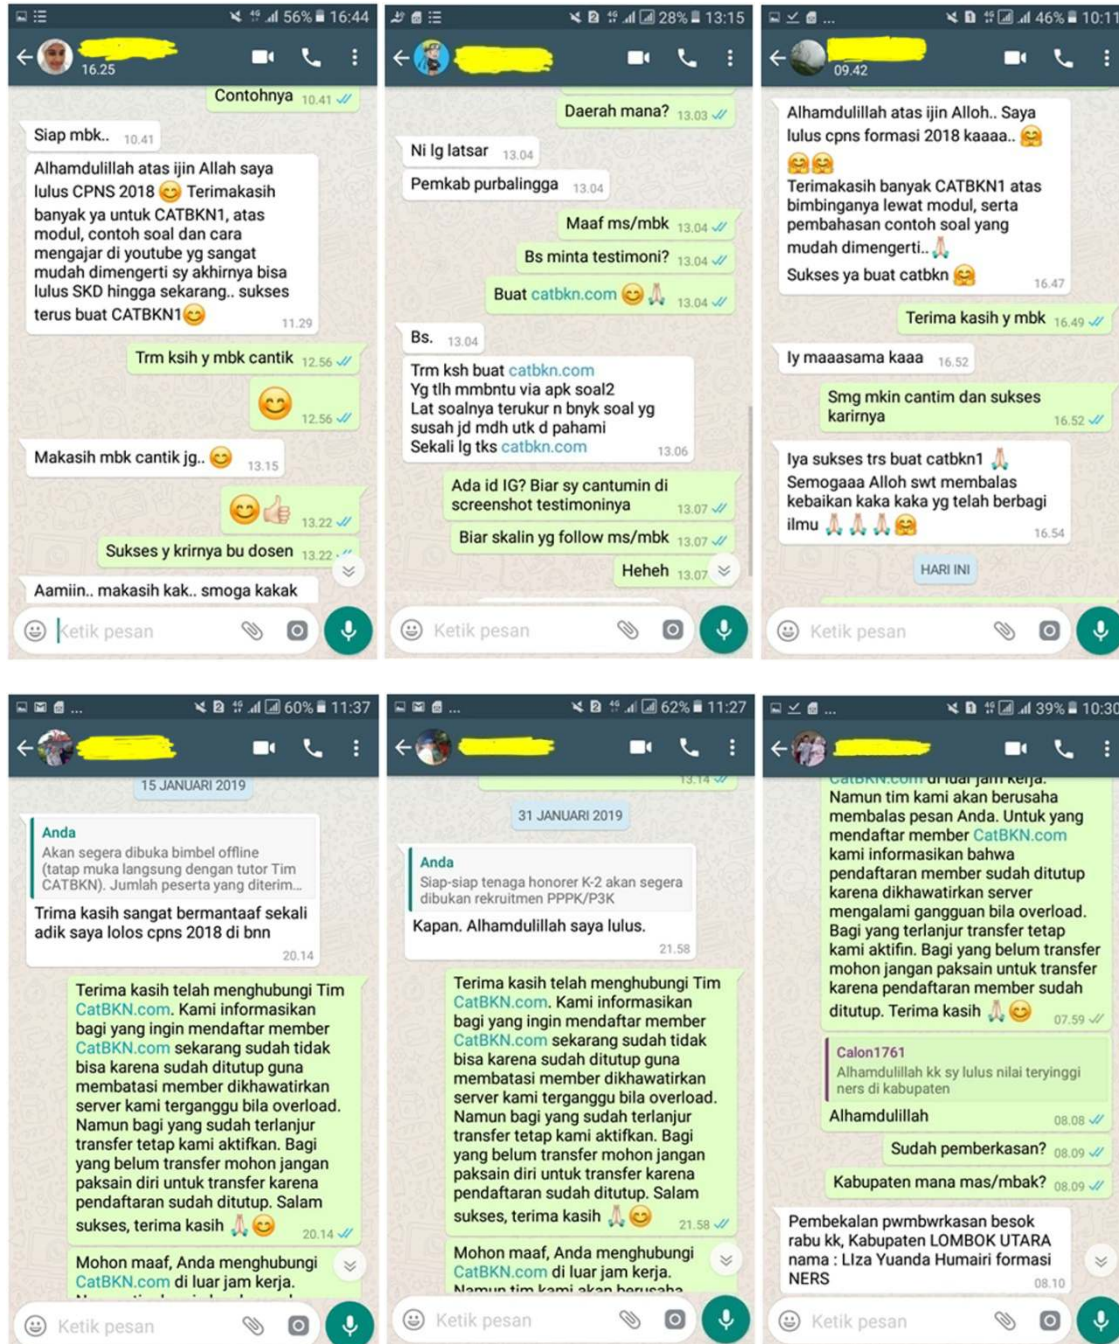 56% 16:44
16.25
Contohnya 10.41
Siap mbk.. 10.41
Alhamdulillah atas ijin Allah saya
lulus CPNS 2018 😊 Terimakasih
banyak ya untuk CATBKN1, atas
modul, contoh soal dan cara
mengajar di youtube yg sangat
mudah dimengerti sy akhirnya bisa
lulus SKD hingga sekarang.. sukses
terus buat CATBKN1😊
11.29
Trm ksih y mbk cantik 12.56
😊
12.56
Makasih mbk cantik jg.. 😊 13.15
😊👍 13.22
Sukses y krirnya bu dosen 13.22
Aamiin.. makasih kak.. smoga kakak
Ketik pesan
28% 13:15
Daerah mana? 13.03
Ni lg latsar 13.04
Pemkab purbalingga 13.04
Maaf ms/mbk 13.04
Bs minta testimoni? 13.04
Buat catbkn.com 😊🙏 13.04
Bs. 13.04
Trm ksh buat catbkn.com
Yg tlh mmbntu via apk soal2
Lat soalnya terukur n bnyk soal yg
susah jd mdh utk d pahami
Sekali lg tks catbkn.com
13.06
Ada id IG? Biar sy cantumin di
screenshot testimoninya 13.07
Biar skalin yg follow ms/mbk 13.07
Heheh 13.07
Ketik pesan
46% 10:11
09.42
Alhamdulillah atas ijin Alloh.. Saya
lulus cpns formasi 2018 kaaaa.. 🤗
🤗🤗
Terimakasih banyak CATBKN1 atas
bimbinganya lewat modul, serta
pembahasan contoh soal yang
mudah dimengerti.. 🙏
Sukses ya buat catbkn 🤗
16.47
Terima kasih y mbk 16.49
Iy maaasama kaaa 16.52
Smg mkin cantim dan sukses
karirnya 16.52
Iya sukses trs buat catbkn1 🙏
Semogaaa Alloh swt membalas
kebaikan kaka kaka yg telah berbagi
ilmu 🙏🙏🙏🤗
16.54
HARI INI
Ketik pesan
60% 11:37
15 JANUARI 2019
Anda
Akan segera dibuka bimbel offline
(tatap muka langsung dengan tutor Tim
CATBKN). Jumlah peserta yang diterim...
Trima kasih sangat bermantaaf sekali
adik saya lolos cpns 2018 di bnn
20.14
Terima kasih telah menghubungi Tim
CatBKN.com. Kami informasikan
bagi yang ingin mendaftar member
CatBKN.com sekarang sudah tidak
bisa karena sudah ditutup guna
membatasi member dikhawatirkan
server kami terganggu bila overload.
Namun bagi yang sudah terlanjur
transfer tetap kami aktifkan. Bagi
yang belum transfer mohon jangan
paksain diri untuk transfer karena
pendaftaran sudah ditutup. Salam
sukses, terima kasih 🙏😊
20.14
Mohon maaf, Anda menghubungi
CatBKN.com di luar jam kerja.
Ketik pesan
62% 11:27
13.14
31 JANUARI 2019
Anda
Siap-siap tenaga honorer K-2 akan segera
dibukan rekruitmen PPPK/P3K
Kapan. Alhamdulillah saya lulus.
21.58
Terima kasih telah menghubungi Tim
CatBKN.com. Kami informasikan
bagi yang ingin mendaftar member
CatBKN.com sekarang sudah tidak
bisa karena sudah ditutup guna
membatasi member dikhawatirkan
server kami terganggu bila overload.
Namun bagi yang sudah terlanjur
transfer tetap kami aktifkan. Bagi
yang belum transfer mohon jangan
paksain diri untuk transfer karena
pendaftaran sudah ditutup. Salam
sukses, terima kasih 🙏😊
21.58
Mohon maaf, Anda menghubungi
CatBKN.com di luar jam kerja.
Namun tim kami akan berusaha
Ketik pesan
39% 10:30
CatBKN.com di luar jam kerja.
Namun tim kami akan berusaha
membalas pesan Anda. Untuk yang
mendaftar member CatBKN.com
kami informasikan bahwa
pendaftaran member sudah ditutup
karena dikhawatirkan server
mengalami gangguan bila overload.
Bagi yang terlanjur transfer tetap
kami aktifin. Bagi yang belum transfer
mohon jangan paksain untuk transfer
karena pendaftaran member sudah
ditutup. Terima kasih 🙏😊
07.59
Calon1761
Alhamdulillah kk sy lulus nilai teryinggi
ners di kabupaten
Alhamdulillah 08.08
Sudah pemberkasan? 08.09
Kabupaten mana mas/mbak? 08.09
Pembekalan pwmbwrkasan besok
rabu kk, Kabupaten LOMBOK UTARA
nama : LIza Yuanda Humairi formasi
NERS 08.10
Ketik pesan